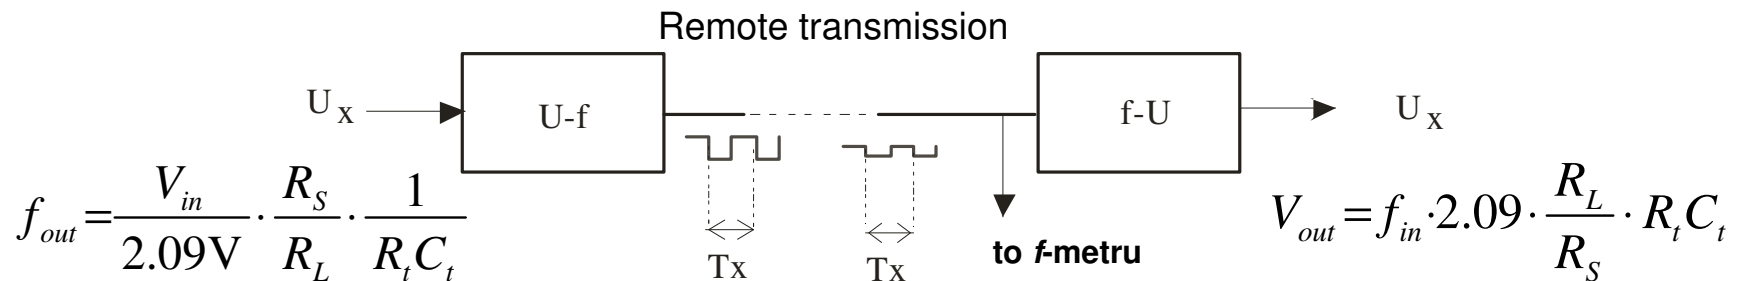 Remote transmission
U x
U-f
f-U
U x
f_out = V_in / 2.09V · R_S / R_L · 1 / R_t C_t
Tx
Tx
to f-metru
V_out = f_in · 2.09 · R_L / R_S · R_t C_t